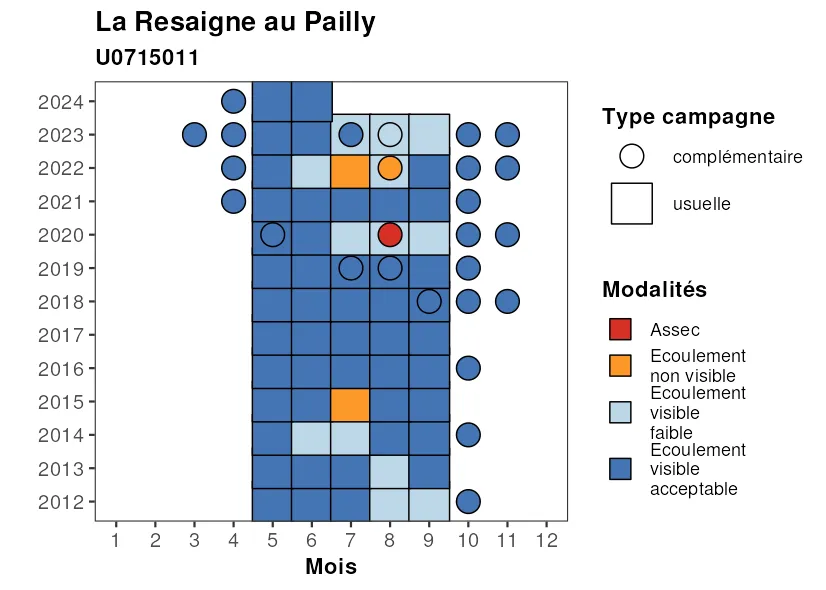 La Resaigne au Pailly
U0715011
2024
2023
2022
2021
2020
2019
2018
2017
2016
2015
2014
2013
2012
1 2 3 4 5 6 7 8 9 10 11 12
Mois
Type campagne
complémentaire
usuelle
Modalités
Assec
Ecoulement
non visible
Ecoulement
visible
faible
Ecoulement
visible
acceptable